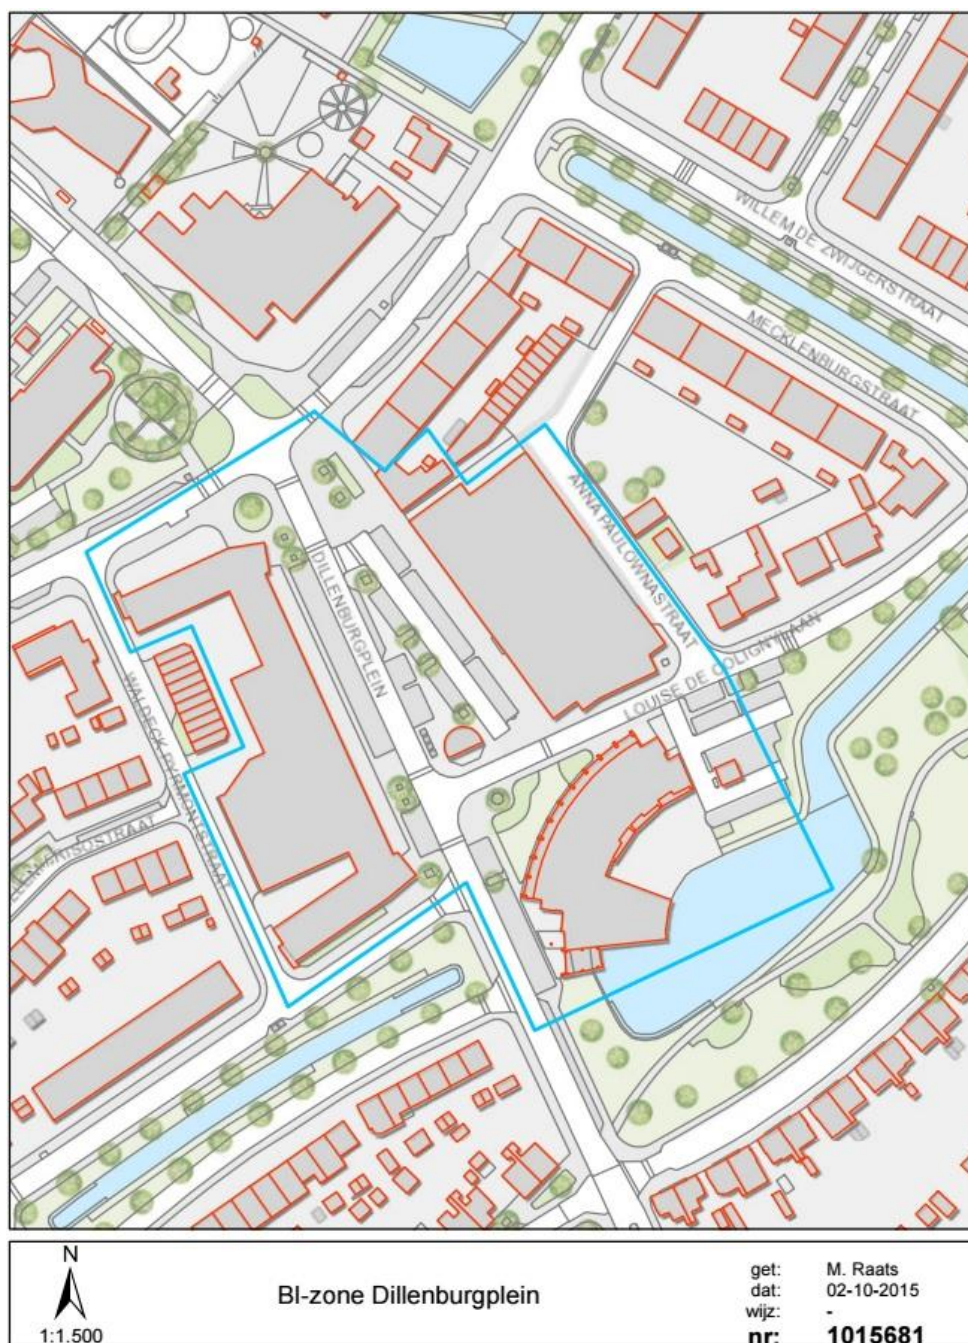 WILLEM DE ZWIJGERSTRAAT
MECKLENBURGSTRAAT
ANNA PAULOWNASTRAAT
DILLENBURGPLEIN
LOUISE DE COLIGNYLAAN
WALDECK PYRMONTSTRAAT
N
1:1.500
BI-zone Dillenburgplein
get: M. Raats
dat: 02-10-2015
wijz: -
nr: 1015681